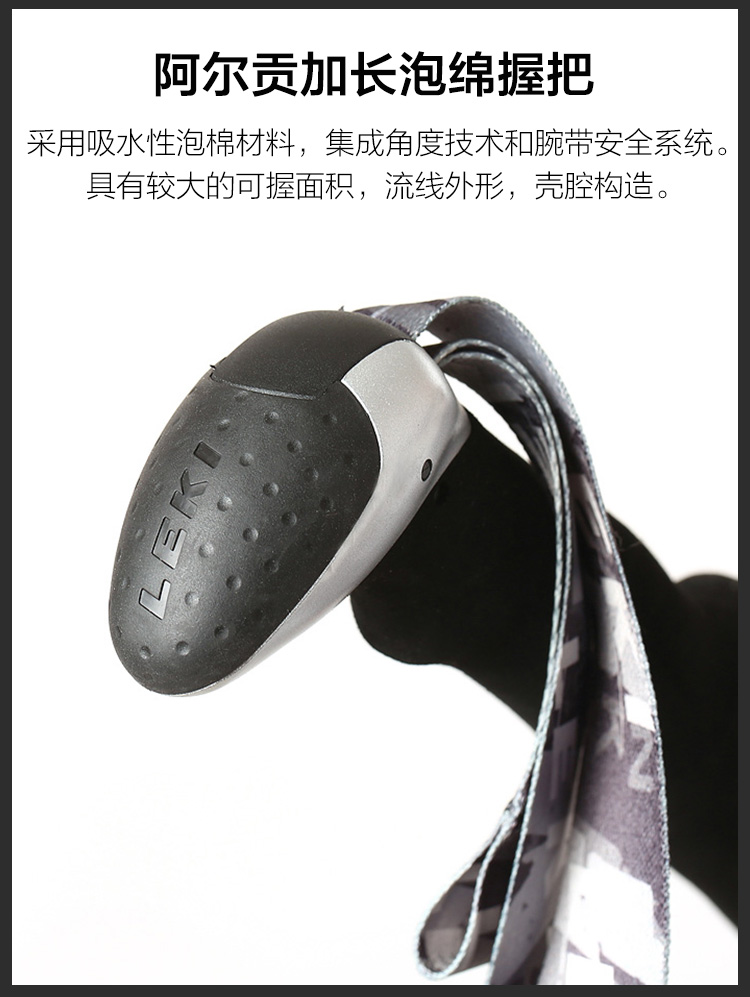 阿尔贡加长泡绵握把
采用吸水性泡棉材料，集成角度技术和腕带安全系统。
具有较大的可握面积，流线外形，壳腔构造。
LEKI